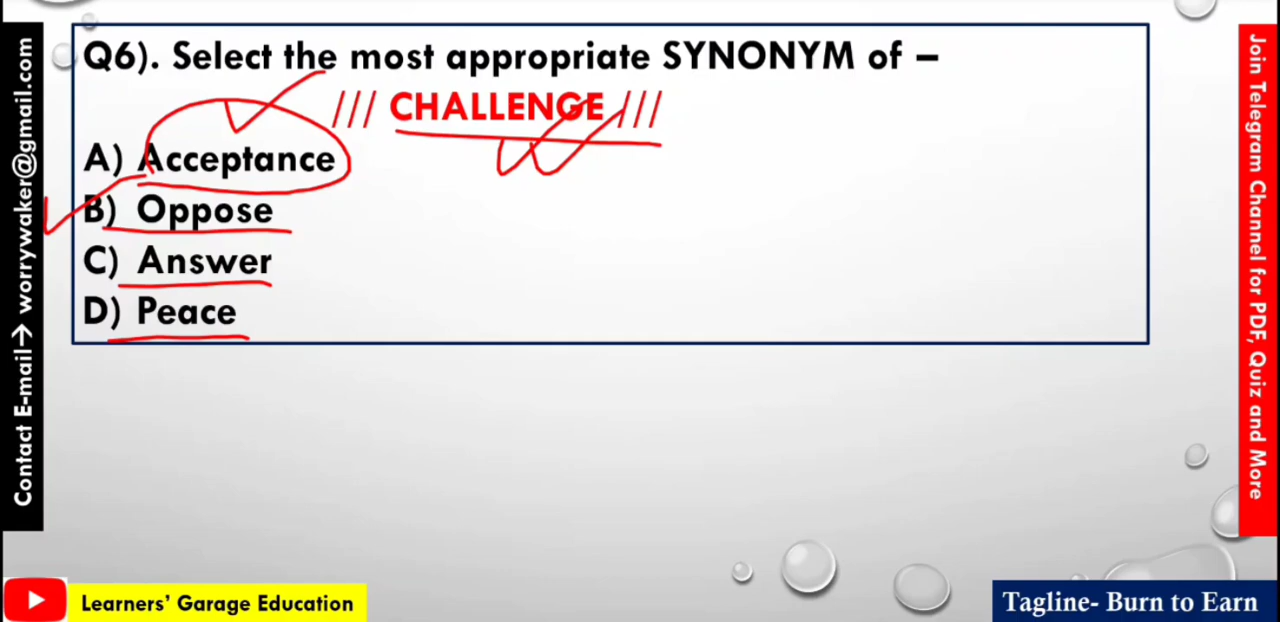 Q6). Select the most appropriate SYNONYM of –
/// CHALLENGE ///
A) Acceptance
B) Oppose
C) Answer
D) Peace
Contact E-mail→ worrywaker@gmail.com
Join Telegram Channel for PDF, Quiz and More
Learners’ Garage Education
Tagline- Burn to Earn